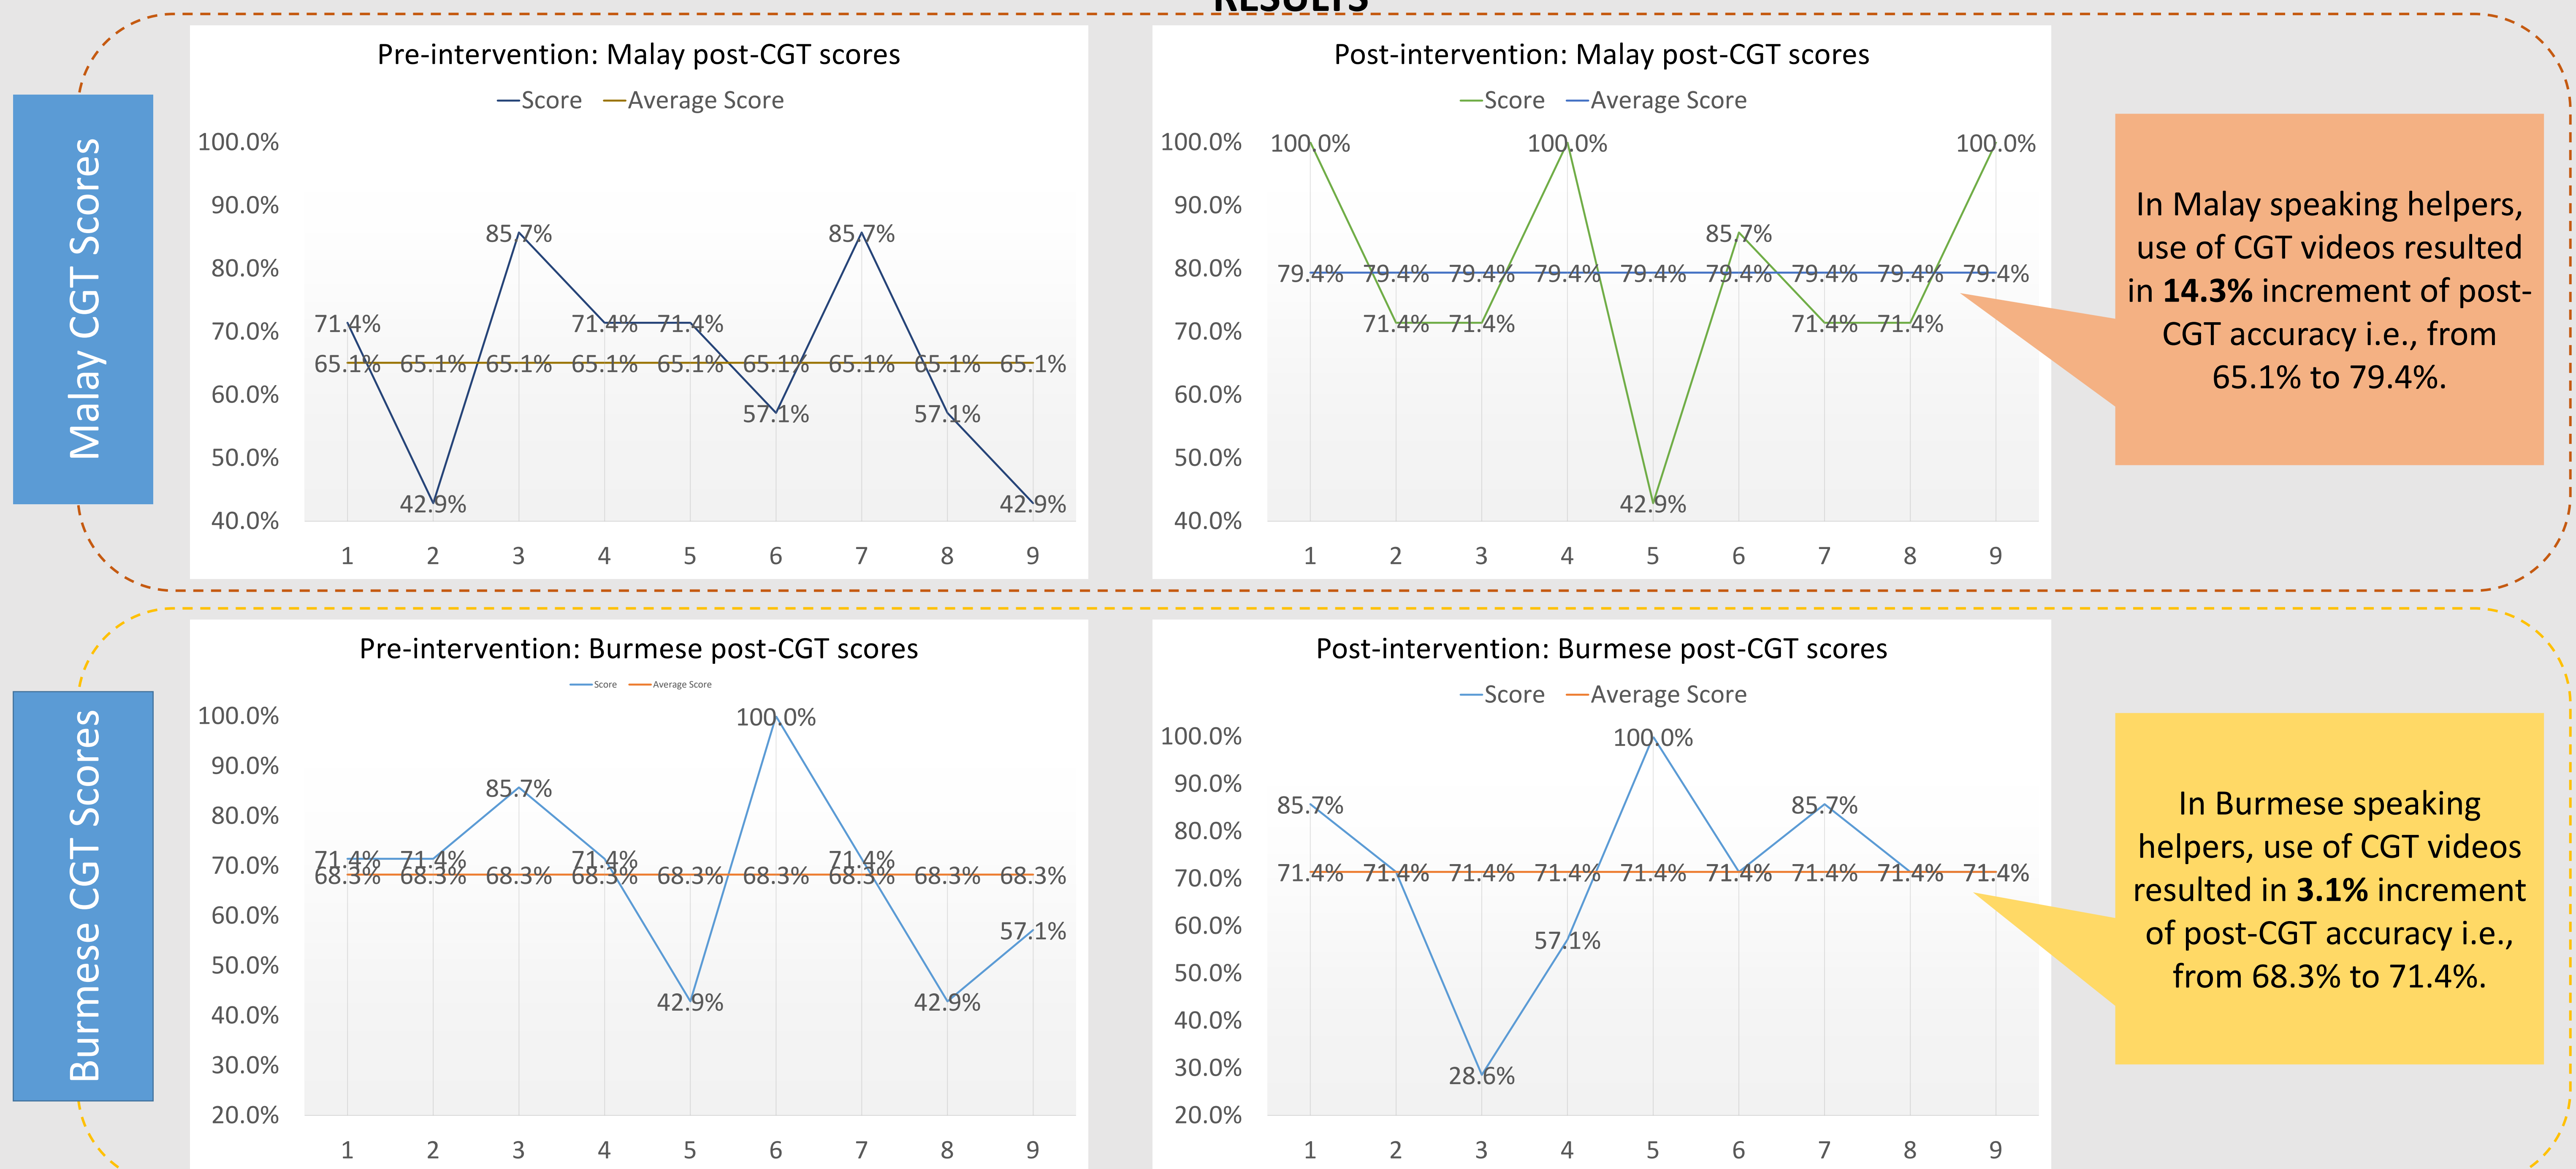 RESULTS
Malay CGT Scores
Pre-intervention: Malay post-CGT scores
Score Average Score
100.0%
90.0%
80.0%
70.0%
60.0%
50.0%
40.0%
85.7% 85.7%
71.4% 71.4% 71.4%
65.1% 65.1% 65.1% 65.1% 65.1% 65.1% 65.1% 65.1% 65.1%
57.1% 57.1%
42.9% 42.9%
1 2 3 4 5 6 7 8 9
Post-intervention: Malay post-CGT scores
Score Average Score
100.0%
90.0%
80.0%
70.0%
60.0%
50.0%
40.0%
100.0% 100.0% 100.0%
85.7%
79.4% 79.4% 79.4% 79.4% 79.4% 79.4% 79.4% 79.4% 79.4%
71.4% 71.4% 71.4% 71.4%
42.9%
1 2 3 4 5 6 7 8 9
In Malay speaking helpers,
use of CGT videos resulted
in 14.3% increment of post-
CGT accuracy i.e., from
65.1% to 79.4%.
Burmese CGT Scores
Pre-intervention: Burmese post-CGT scores
Score Average Score
100.0%
90.0%
80.0%
70.0%
60.0%
50.0%
40.0%
30.0%
20.0%
100.0%
85.7%
71.4% 71.4% 71.4% 71.4%
68.3% 68.3% 68.3% 68.3% 68.3% 68.3% 68.3% 68.3% 68.3%
57.1%
42.9% 42.9%
1 2 3 4 5 6 7 8 9
Post-intervention: Burmese post-CGT scores
Score Average Score
100.0%
90.0%
80.0%
70.0%
60.0%
50.0%
40.0%
30.0%
20.0%
100.0%
85.7% 85.7%
71.4% 71.4% 71.4% 71.4% 71.4% 71.4% 71.4% 71.4% 71.4%
57.1%
28.6%
1 2 3 4 5 6 7 8 9
In Burmese speaking
helpers, use of CGT videos
resulted in 3.1% increment
of post-CGT accuracy i.e.,
from 68.3% to 71.4%.